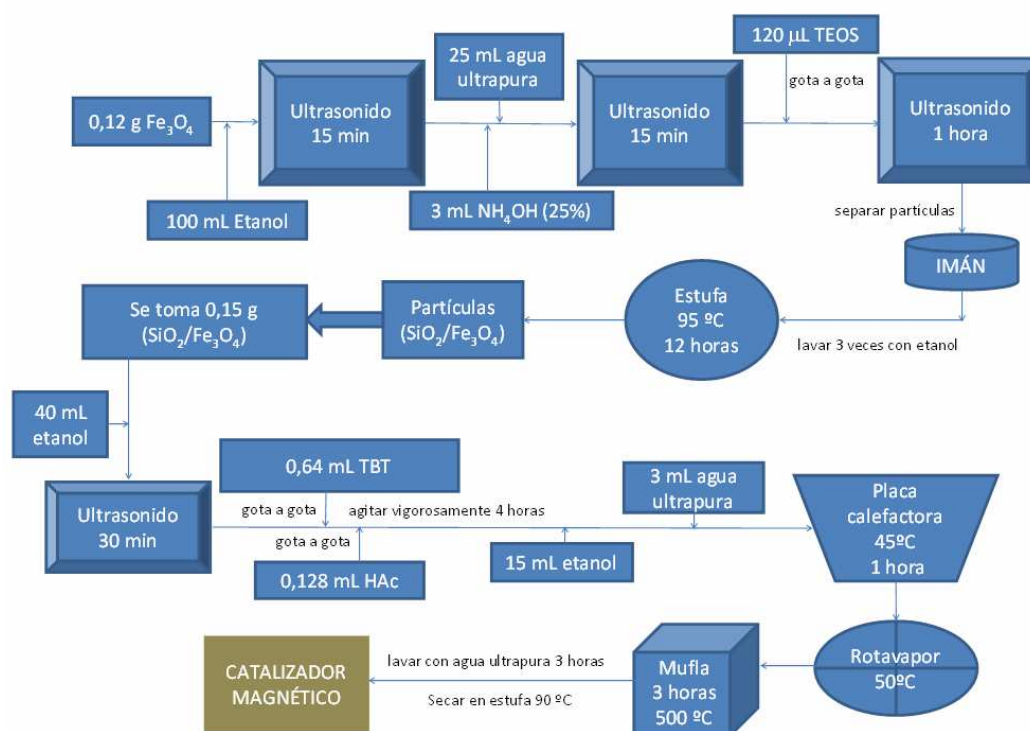 120 μL TEOS
25 mL agua
ultrapura
gota a gota
0,12 g Fe₃O₄
Ultrasonido
15 min
Ultrasonido
15 min
Ultrasonido
1 hora
100 mL Etanol
3 mL NH₄OH (25%)
separar partículas
IMÁN
lavar 3 veces con etanol
Estufa
95 ºC
12 horas
Partículas
(SiO₂/Fe₃O₄)
Se toma 0,15 g
(SiO₂/Fe₃O₄)
40 mL
etanol
Ultrasonido
30 min
0,64 mL TBT
gota a gota
agitar vigorosamente 4 horas
gota a gota
0,128 mL HAc
15 mL etanol
3 mL agua
ultrapura
Placa
calefactora
45ºC
1 hora
Rotavapor
50ºC
Mufla
3 horas
500 ºC
lavar con agua ultrapura 3 horas
Secar en estufa 90 ºC
CATALIZADOR
MAGNÉTICO